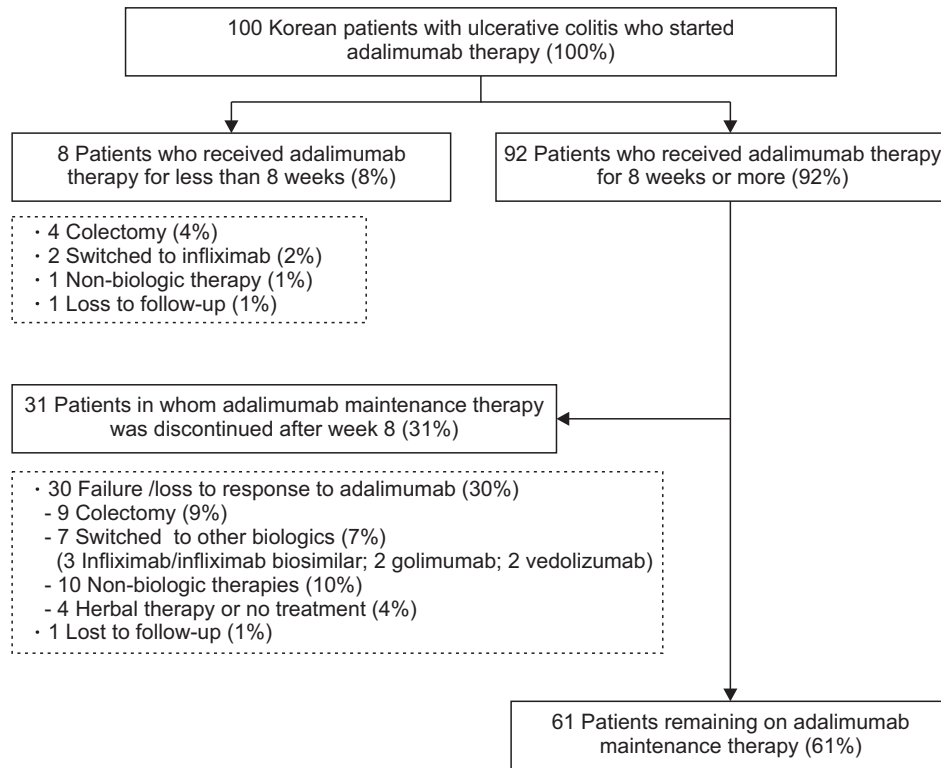 100 Korean patients with ulcerative colitis who started
adalimumab therapy (100%)
8 Patients who received adalimumab
therapy for less than 8 weeks (8%)
92 Patients who received adalimumab therapy
for 8 weeks or more (92%)
· 4 Colectomy (4%)
· 2 Switched to infliximab (2%)
· 1 Non-biologic therapy (1%)
· 1 Loss to follow-up (1%)
31 Patients in whom adalimumab maintenance therapy
was discontinued after week 8 (31%)
· 30 Failure /loss to response to adalimumab (30%)
- 9 Colectomy (9%)
- 7 Switched to other biologics (7%)
(3 Infliximab/infliximab biosimilar; 2 golimumab; 2 vedolizumab)
- 10 Non-biologic therapies (10%)
- 4 Herbal therapy or no treatment (4%)
· 1 Lost to follow-up (1%)
61 Patients remaining on adalimumab
maintenance therapy (61%)